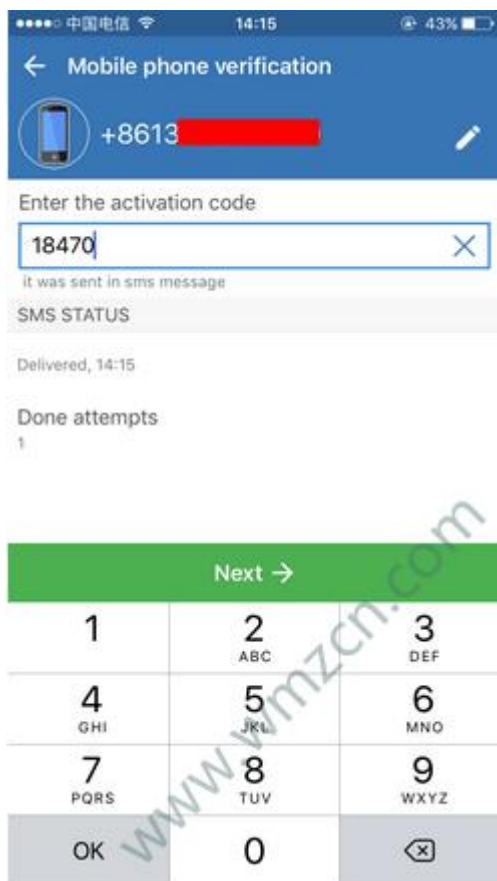 中国电信 14:15 43%
Mobile phone verification
+8613
Enter the activation code
18470
it was sent in sms message
SMS STATUS
Delivered, 14:15
Done attempts
1
Next →
1 2 3
ABC DEF
4 5 6
GHI JKL MNO
7 8 9
PQRS TUV WXYZ
OK 0
www.wmzcn.com